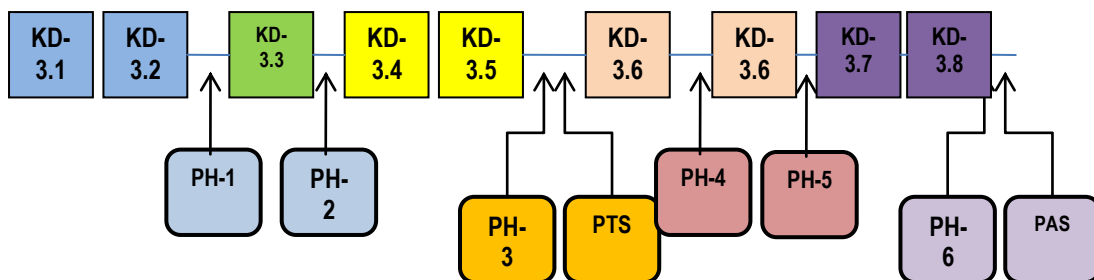 KD-
3.1
KD-
3.2
KD-
3.3
KD-
3.4
KD-
3.5
KD-
3.6
KD-
3.6
KD-
3.7
KD-
3.8
PH-1
PH-
2
PH-
3
PTS
PH-4
PH-5
PH-
6
PAS